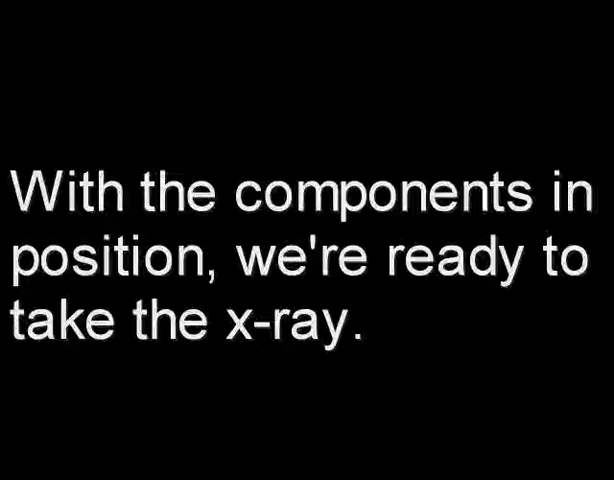 With the components in
position, we're ready to
take the x-ray.